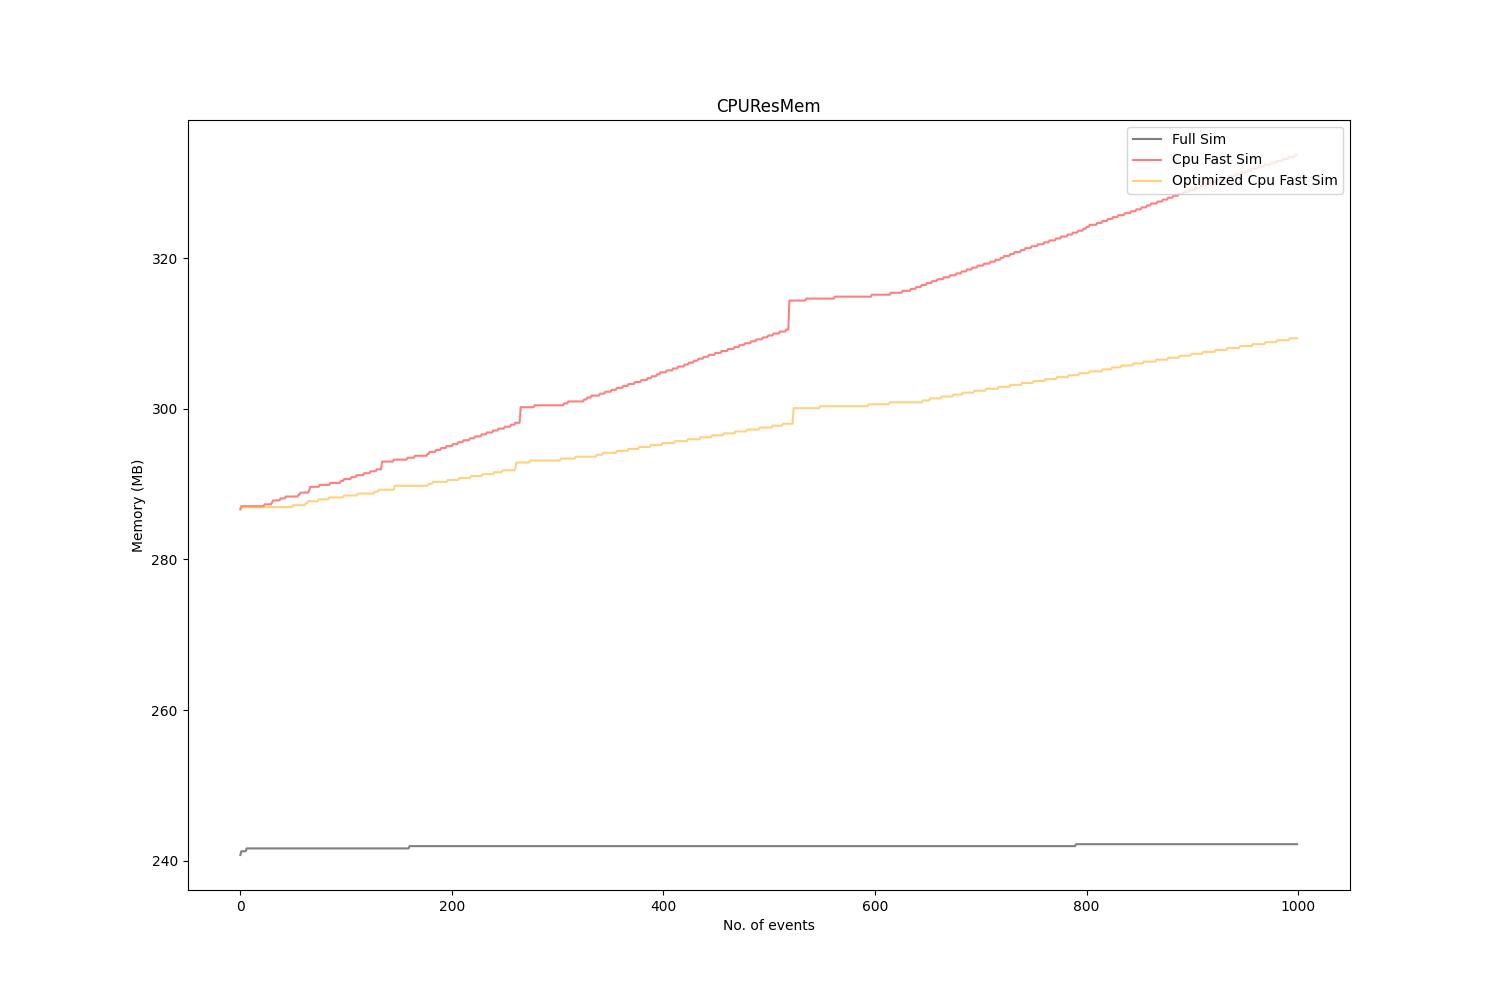 CPUResMem
Full Sim
Cpu Fast Sim
Optimized Cpu Fast Sim
320
300
280
260
240
Memory (MB)
0 200 400 600 800 1000
No. of events